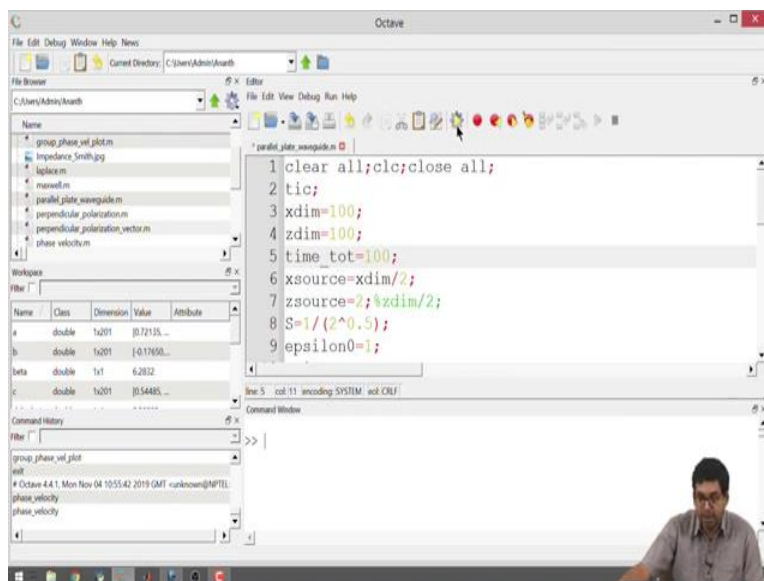 Octave
File Edit Debug Window Help News
Current Directory: C:\Users\Admin\Ananth
File Browser
C:/Users/Admin/Ananth
Name
group_phase_vel_plot.m
Impedance_Smith.jpg
laplace.m
maxwell.m
parallel_plate_waveguide.m
perpendicular_polarization.m
perpendicular_polarization_vector.m
phase velocity.m
Workspace
Filter
Name Class Dimension Value Attribute
a double 1x201 [0.72135, ...
b double 1x201 [-0.17650,...
beta double 1x1 6.2832
c double 1x201 [0.54485, ...
Command History
Filter
group_phase_vel_plot
exit
# Octave 4.4.1, Mon Nov 04 10:55:42 2019 GMT <unknown@NPTEL
phase_velocity
phase_velocity
Editor
File Edit View Debug Run Help
* parallel_plate_waveguide.m
1 clear all;clc;close all;
2 tic;
3 xdim=100;
4 zdim=100;
5 time_tot=100;
6 xsource=xdim/2;
7 zsource=2;%zdim/2;
8 S=1/(2^0.5);
9 epsilon0=1;
line: 5 col: 11 encoding: SYSTEM eol: CRLF
Command Window
>>